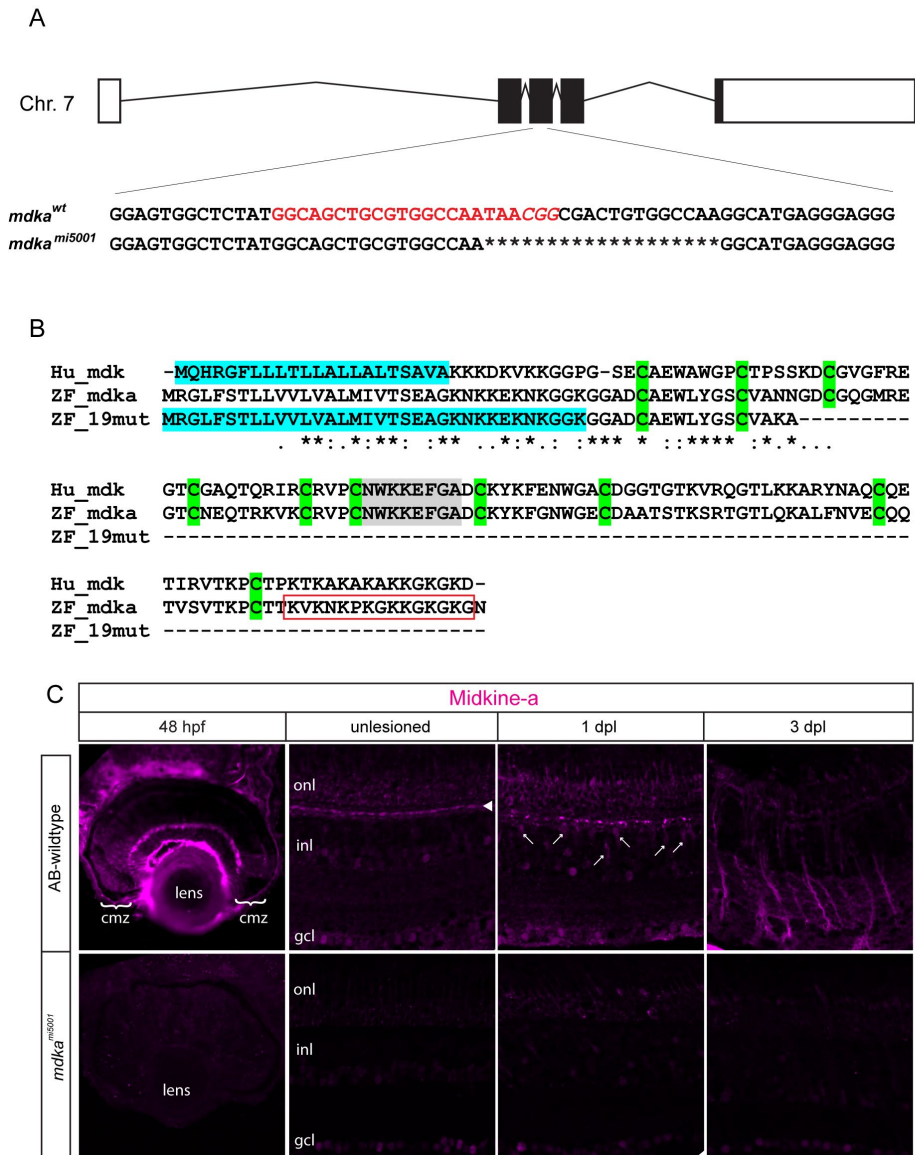 A
Chr. 7
mdka^wt GGAGTGGCTCTATGGCAGCTGCGTGGCCAATAACGGCGACTGTGGCCAAGGCATGAGGGAGGG
mdka^mi5001 GGAGTGGCTCTATGGCAGCTGCGTGGCCAA*******************GGCATGAGGGAGGG
B
Hu_mdk -MQHRGFLLLTLLALLALTSAVAKKKDKVKKGGPG-SECAEWAWGPCTPSSKDCGVGFRE
ZF_mdka MRGLFSTLLVVLVALMIVTSEAGKNKKEKNKGGKGGADCAEWLYGSCVANNGDCGQGMRE
ZF_19mut MRGLFSTLLVVLVALMIVTSEAGKNKKEKNKGGKGGADCAEWLYGSCVAKA---------
. **:**:** :** ..:*:. :*** * ::**** :*...
Hu_mdk GTCGAQTQRIRCRVPCNWKKEFGADCKYKFENWGACDGGTGTKVRQGTLKKARYNAQCQE
ZF_mdka GTCNEQTRKVKCRVPCNWKKEFGADCKYKFGNWGECDAATSTKSRTGTLQKALFNVECQQ
ZF_19mut ------------------------------------------------------------
Hu_mdk TIRVTKPCTPKTKAKAKAKKGKGKD-
ZF_mdka TVSVTKPCTTKVKNKPKGKKGKGKGN
ZF_19mut --------------------------
C
Midkine-a
48 hpf unlesioned 1 dpl 3 dpl
AB-wildtype
lens
cmz cmz
onl
inl
gcl
mdka^mi5001
lens
onl
inl
gcl